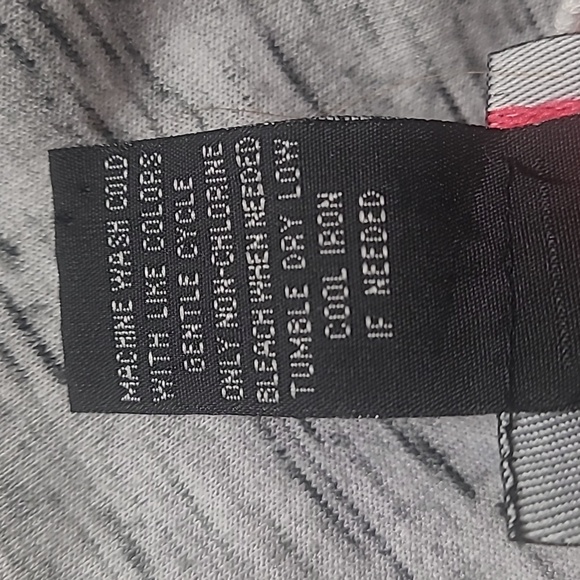 MACHINE WASH COLD
WITH LIKE COLORS
GENTLE CYCLE
ONLY NON-CHLORINE
BLEACH WHEN NEEDED
TUMBLE DRY LOW
COOL IRON
IF NEEDED